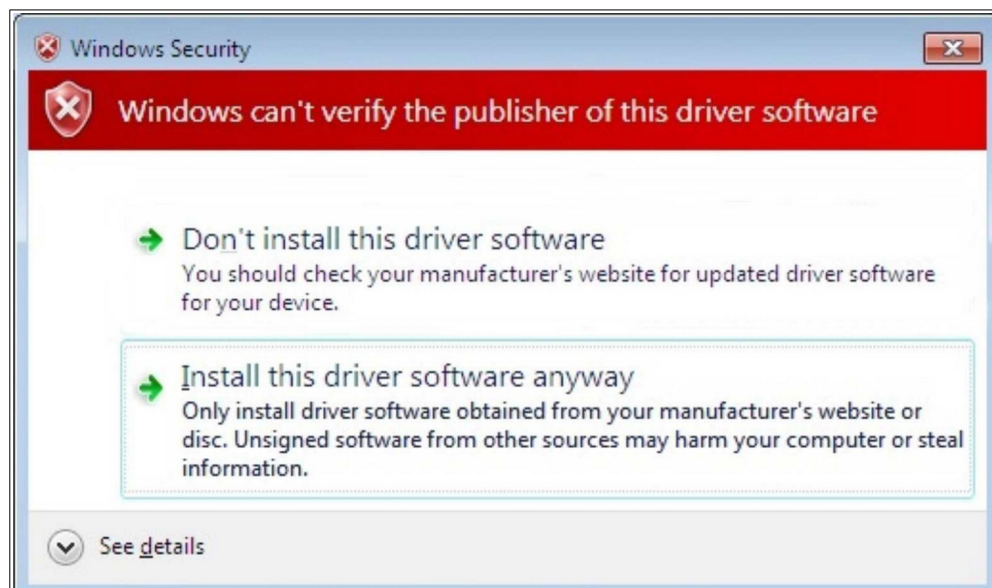 Windows Security
Windows can't verify the publisher of this driver software
Don't install this driver software
You should check your manufacturer's website for updated driver software
for your device.
Install this driver software anyway
Only install driver software obtained from your manufacturer's website or
disc. Unsigned software from other sources may harm your computer or steal
information.
See details